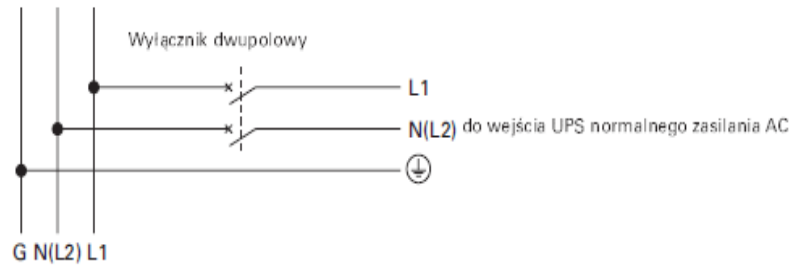 Wyłącznik dwupolowy
L1
N(L2) do wejścia UPS normalnego zasilania AC
G N(L2) L1